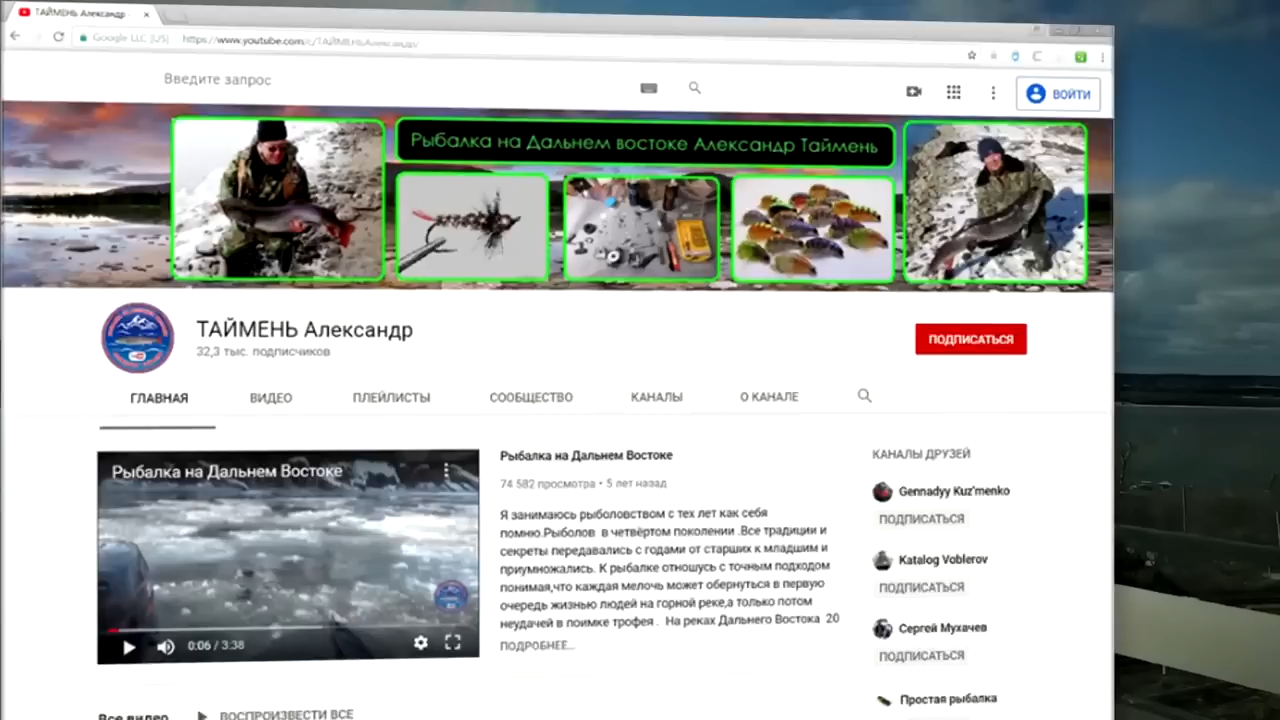 ТАЙМЕНЬ Александр
Google LLC [US]
https://www.youtube.com/c/ТАЙМЕНЬАлександр/
Введите запрос
ВОЙТИ
Рыбалка на Дальнем востоке Александр Таймень
ТАЙМЕНЬ Александр
32,3 тыс. подписчиков
ПОДПИСАТЬСЯ
ГЛАВНАЯ
ВИДЕО
ПЛЕЙЛИСТЫ
СООБЩЕСТВО
КАНАЛЫ
О КАНАЛЕ
Рыбалка на Дальнем Востоке
0:06 / 3:38
Рыбалка на Дальнем Востоке
74 582 просмотра • 5 лет назад
Я занимаюсь рыболовством с тех лет как себя
помню.Рыболов в четвёртом поколении .Все традиции и
секреты передавались с годами от старших к младшим и
приумножались. К рыбалке отношусь с точным подходом
понимая,что каждая мелочь может обернуться в первую
очередь жизнью людей на горной реке,а только потом
неудачей в поимке трофея . На реках Дальнего Востока 20
ПОДРОБНЕЕ...
КАНАЛЫ ДРУЗЕЙ
Gennadyy Kuz'menko
ПОДПИСАТЬСЯ
Katalog Voblerov
ПОДПИСАТЬСЯ
Сергей Мухачев
ПОДПИСАТЬСЯ
Простая рыбалка
Все видео
ВОСПРОИЗВЕСТИ ВСЕ